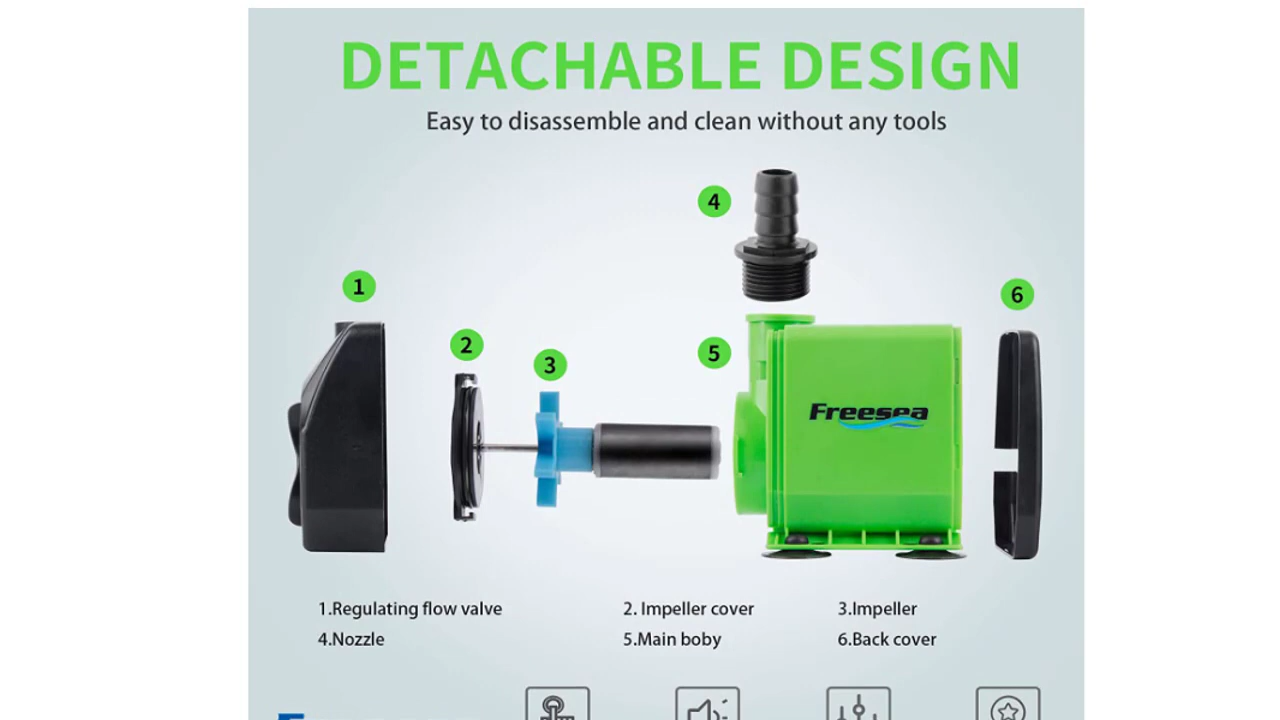 DETACHABLE DESIGN
Easy to disassemble and clean without any tools
4
1
6
2
5
3
Freesea
1.Regulating flow valve 2. Impeller cover 3.Impeller
4.Nozzle 5.Main boby 6.Back cover